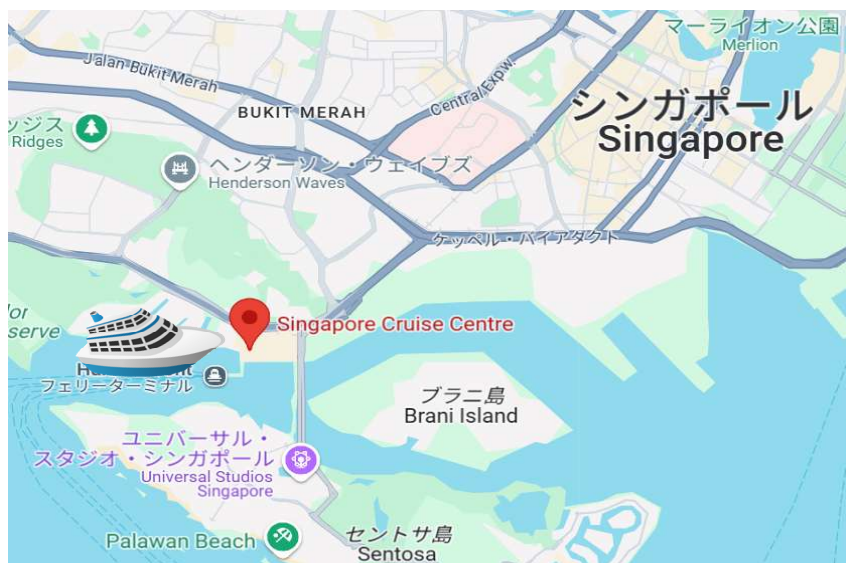 マーライオン公園
Merlion
Jalan Bukit Merah
Central Expw.
シンガポール
Singapore
BUKIT MERAH
ッジス
Ridges
ヘンダーソン・ウェイブズ
Henderson Waves
ケッペル・バイアダクト
Singapore Cruise Centre
erve
フェリーターミナル
ブラニ島
Brani Island
ユニバーサル・
スタジオ・シンガポール
Universal Studios
Singapore
Palawan Beach
セントサ島
Sentosa